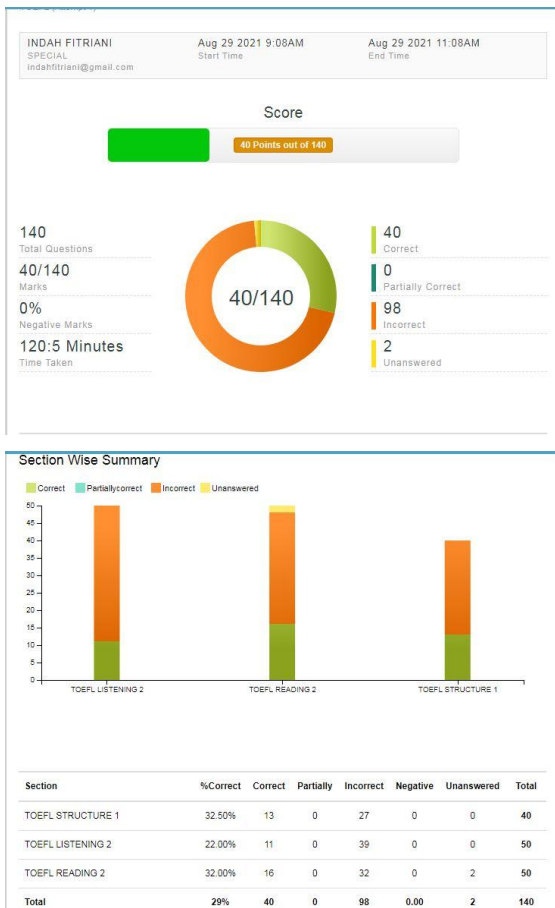 INDAH FITRIANI Aug 29 2021 9:08AM Aug 29 2021 11:08AM
SPECIAL Start Time End Time
indahfitriani@gmail.com
Score
40 Points out of 140
140
Total Questions
40/140
Marks
0%
Negative Marks
120:5 Minutes
Time Taken
40/140
40
Correct
0
Partially Correct
98
Incorrect
2
Unanswered
Section Wise Summary
Correct Partiallycorrect Incorrect Unanswered
50
45
40
35
30
25
20
15
10
5
0
TOEFL LISTENING 2 TOEFL READING 2 TOEFL STRUCTURE 1
Section %Correct Correct Partially Incorrect Negative Unanswered Total
TOEFL STRUCTURE 1 32.50% 13 0 27 0 0 40
TOEFL LISTENING 2 22.00% 11 0 39 0 0 50
TOEFL READING 2 32.00% 16 0 32 0 2 50
Total 29% 40 0 98 0.00 2 140